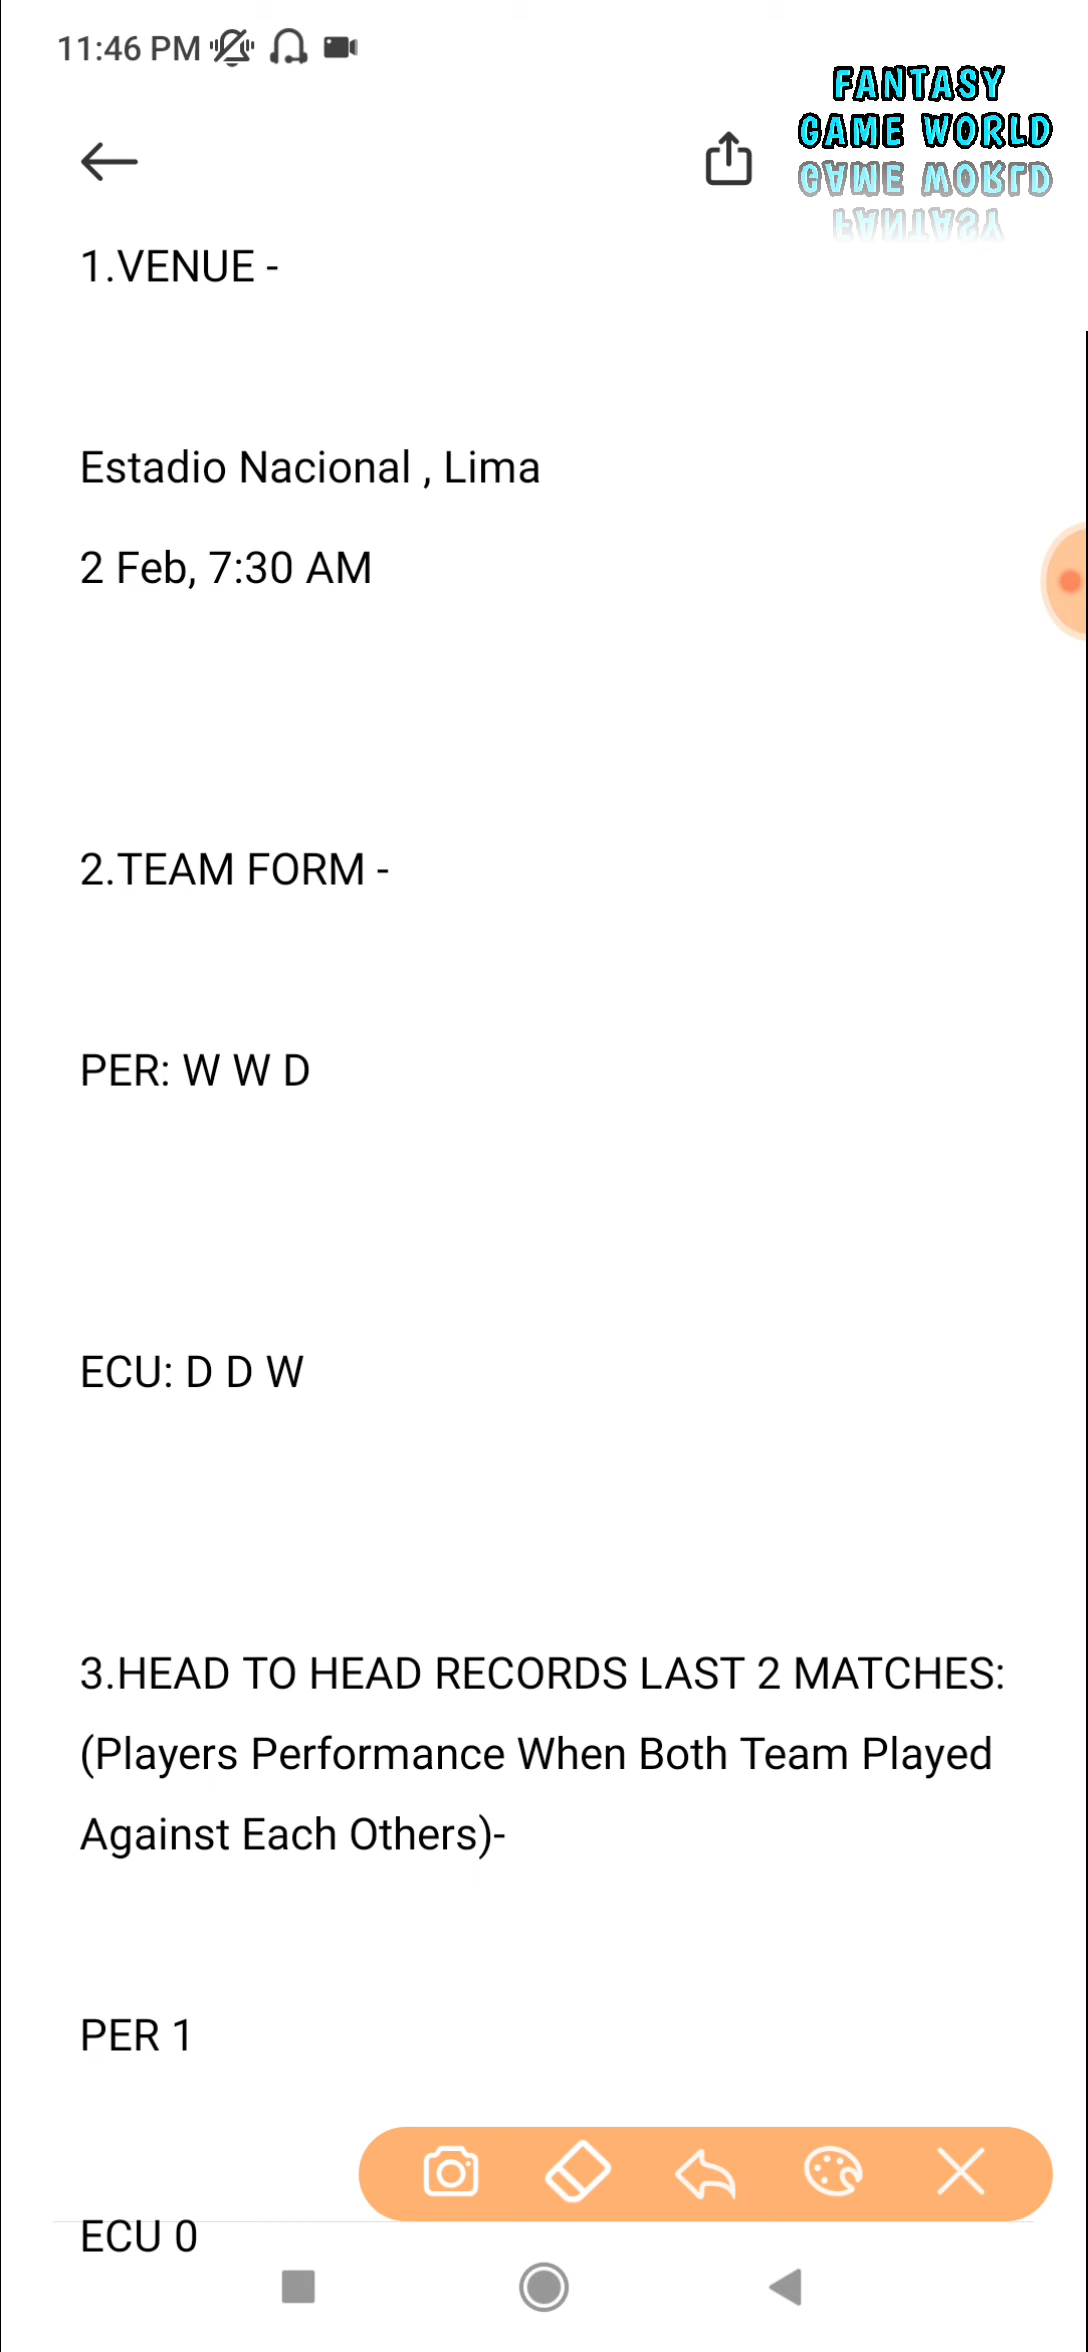 11:46 PM
FANTASY
GAME WORLD
1.VENUE -
Estadio Nacional , Lima
2 Feb, 7:30 AM
2.TEAM FORM -
PER: W W D
ECU: D D W
3.HEAD TO HEAD RECORDS LAST 2 MATCHES:
(Players Performance When Both Team Played
Against Each Others)-
PER 1
ECU 0